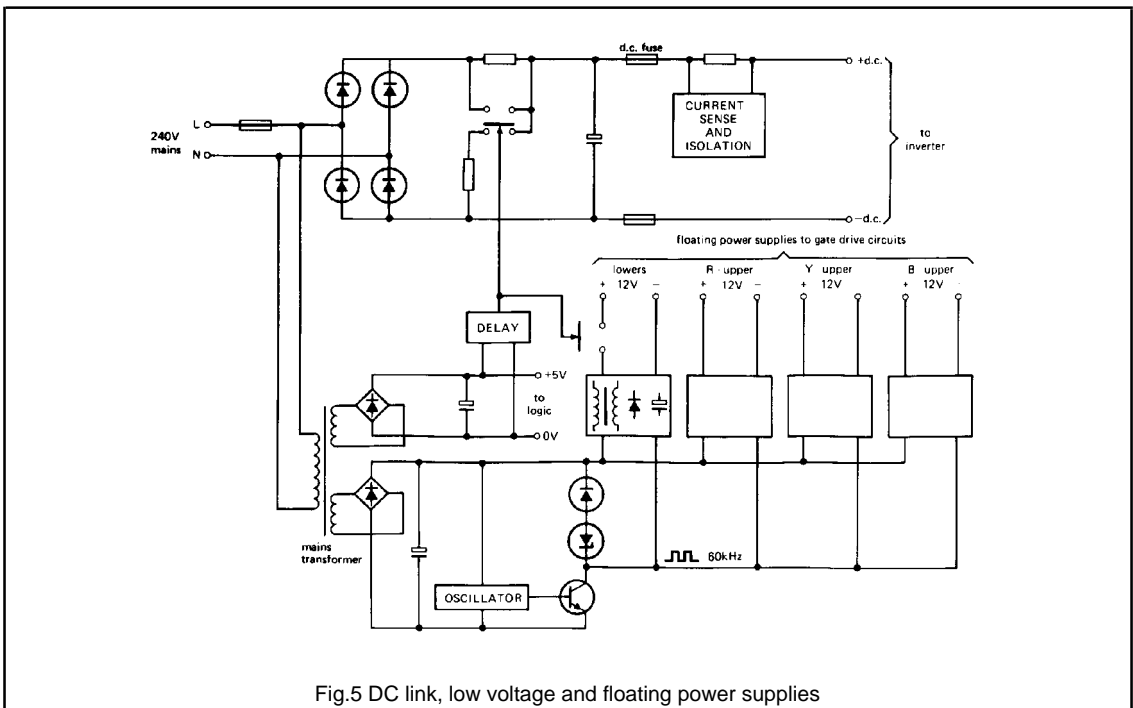 d.c. fuse
+d.c.
L
240V
mains
N
CURRENT
SENSE
AND
ISOLATION
to
inverter
−d.c.
floating power supplies to gate drive circuits
lowers R - upper Y upper B upper
+ 12V − + 12V − + 12V + 12V -
DELAY
+5V
to
logic
0V
mains
transformer
60kHz
OSCILLATOR
Fig.5 DC link, low voltage and floating power supplies